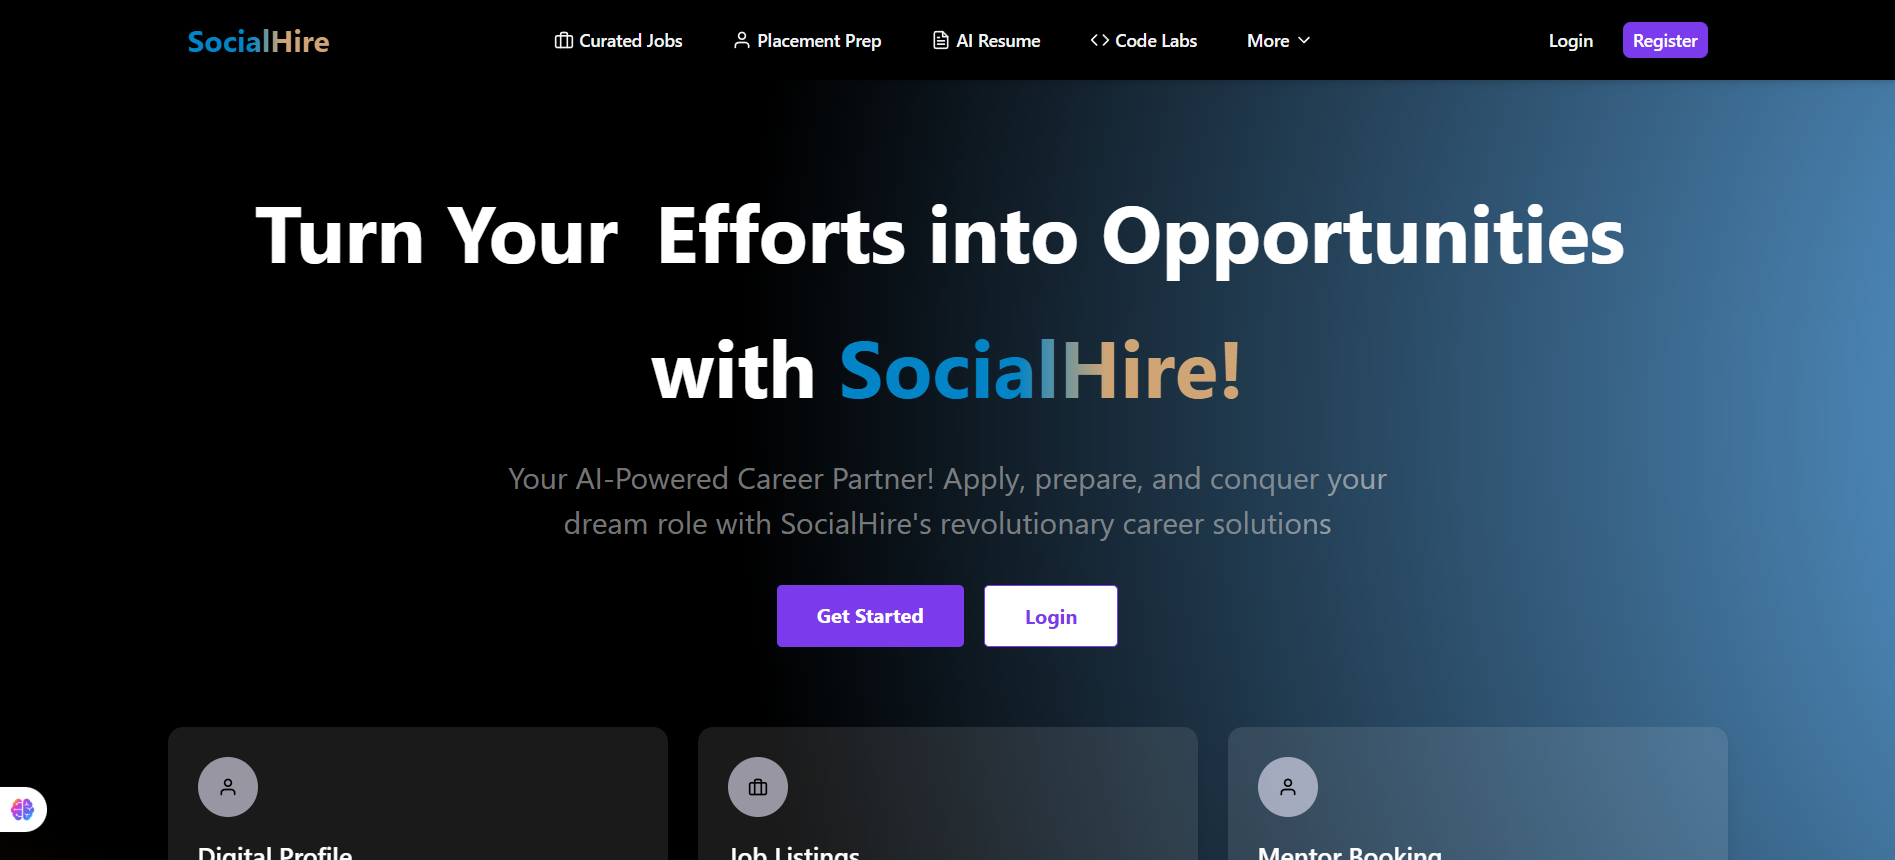 SocialHire
Curated Jobs
Placement Prep
AI Resume
Code Labs
More
Login
Register
Turn Your Efforts into Opportunities
with SocialHire!
Your AI-Powered Career Partner! Apply, prepare, and conquer your
dream role with SocialHire's revolutionary career solutions
Get Started
Login
Digital Profile
Job Listings
Mentor Booking